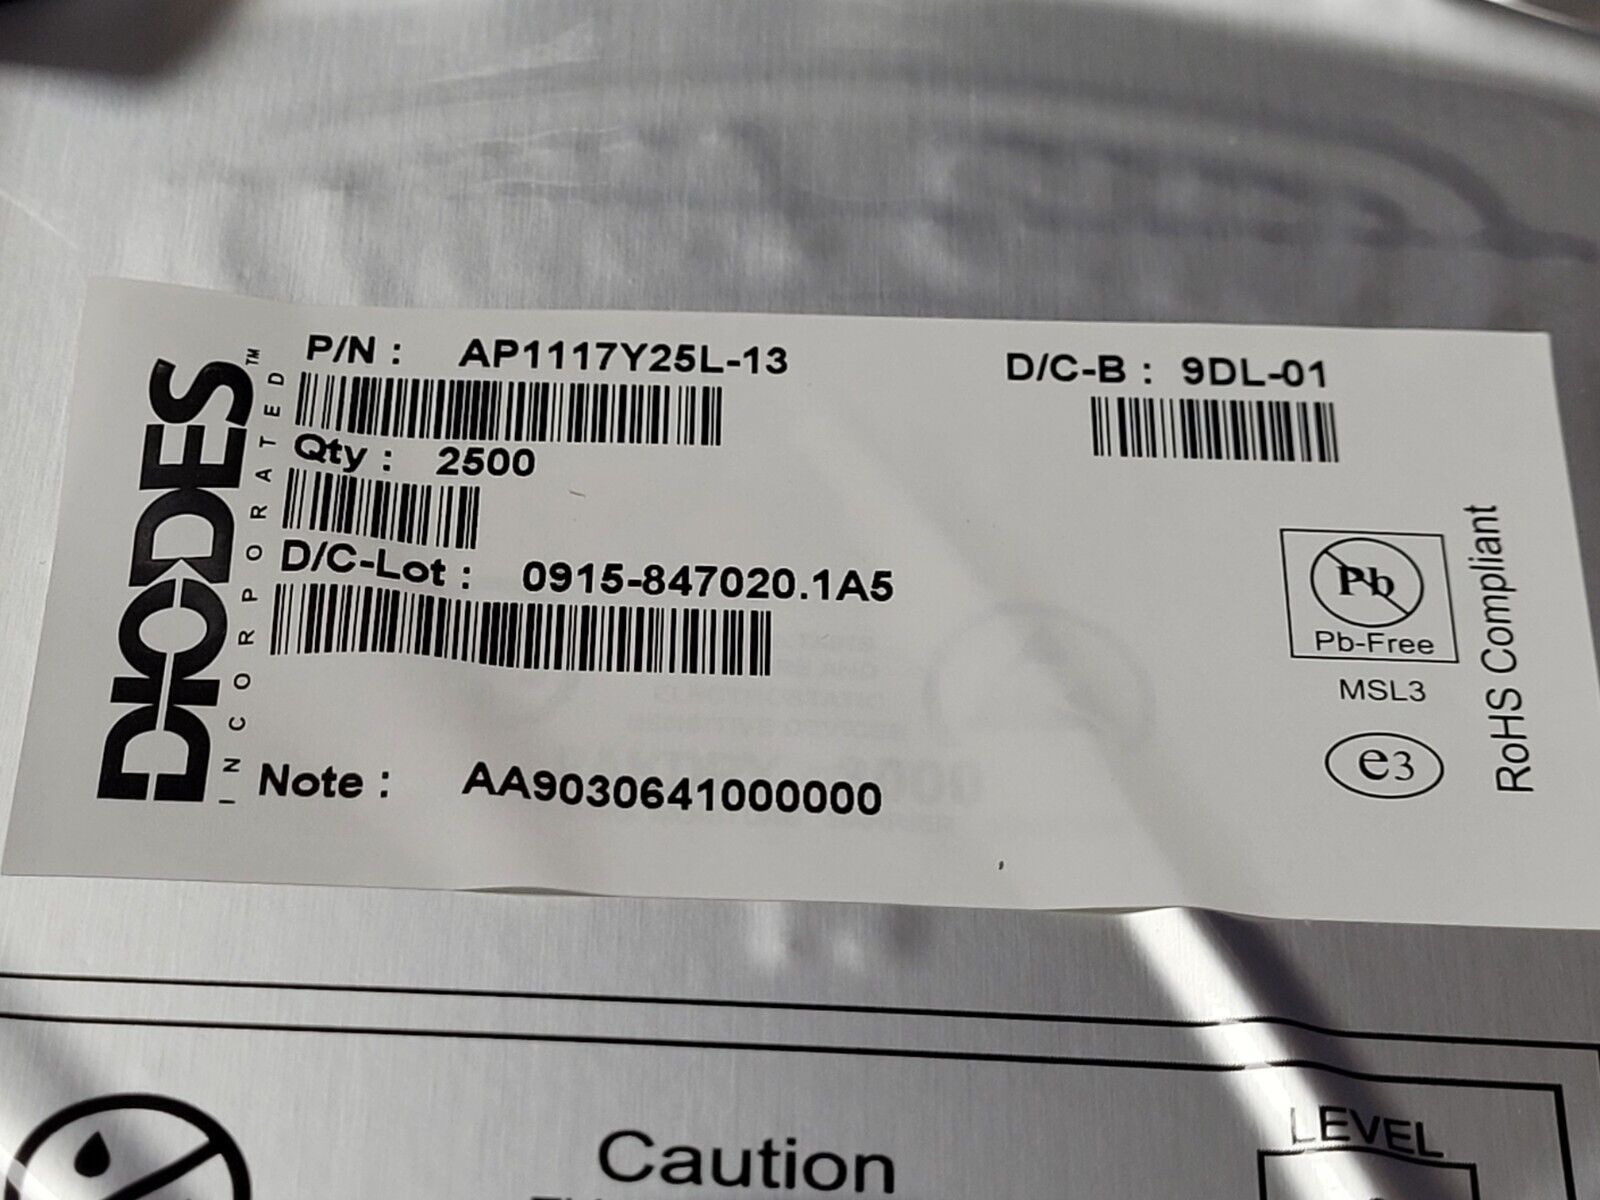 DIODES™
INCORPORATED
P/N : AP1117Y25L-13
D/C-B : 9DL-01
Qty : 2500
D/C-Lot : 0915-847020.1A5
Pb
Pb-Free
MSL3
e3
RoHS Compliant
Note : AA9030641000000
LEVEL
Caution